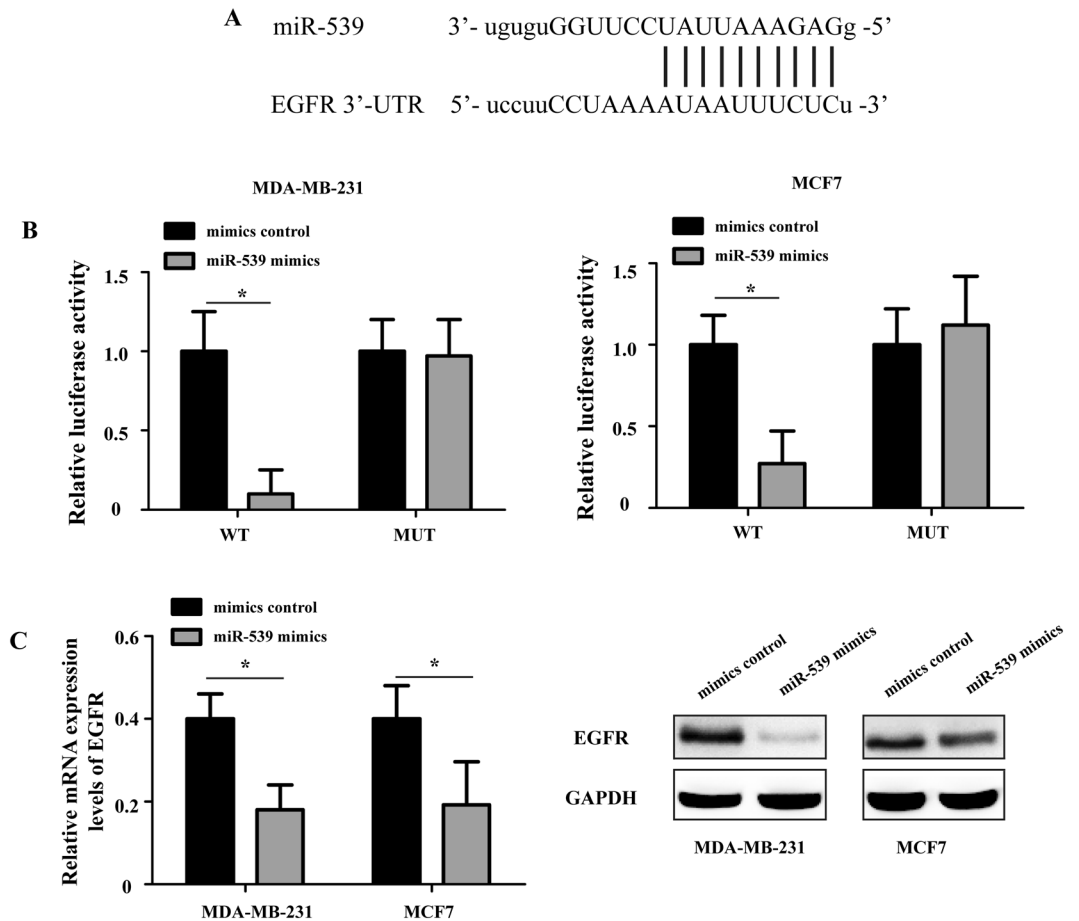 A
miR-539 3’- uguguGGUUCCUAUUAAAGAGg -5’
EGFR 3’-UTR 5’- uccuuCCUAAAAUAAUUUCUCu -3’
B
MDA-MB-231
mimics control
miR-539 mimics
*
Relative luciferase activity
1.5
1.0
0.5
0
WT MUT
MCF7
mimics control
miR-539 mimics
*
Relative luciferase activity
1.5
1.0
0.5
0
WT MUT
C
mimics control
miR-539 mimics
* *
Relative mRNA expression
levels of EGFR
0.6
0.4
0.2
0
MDA-MB-231 MCF7
mimics control miR-539 mimics mimics control miR-539 mimics
EGFR
GAPDH
MDA-MB-231 MCF7